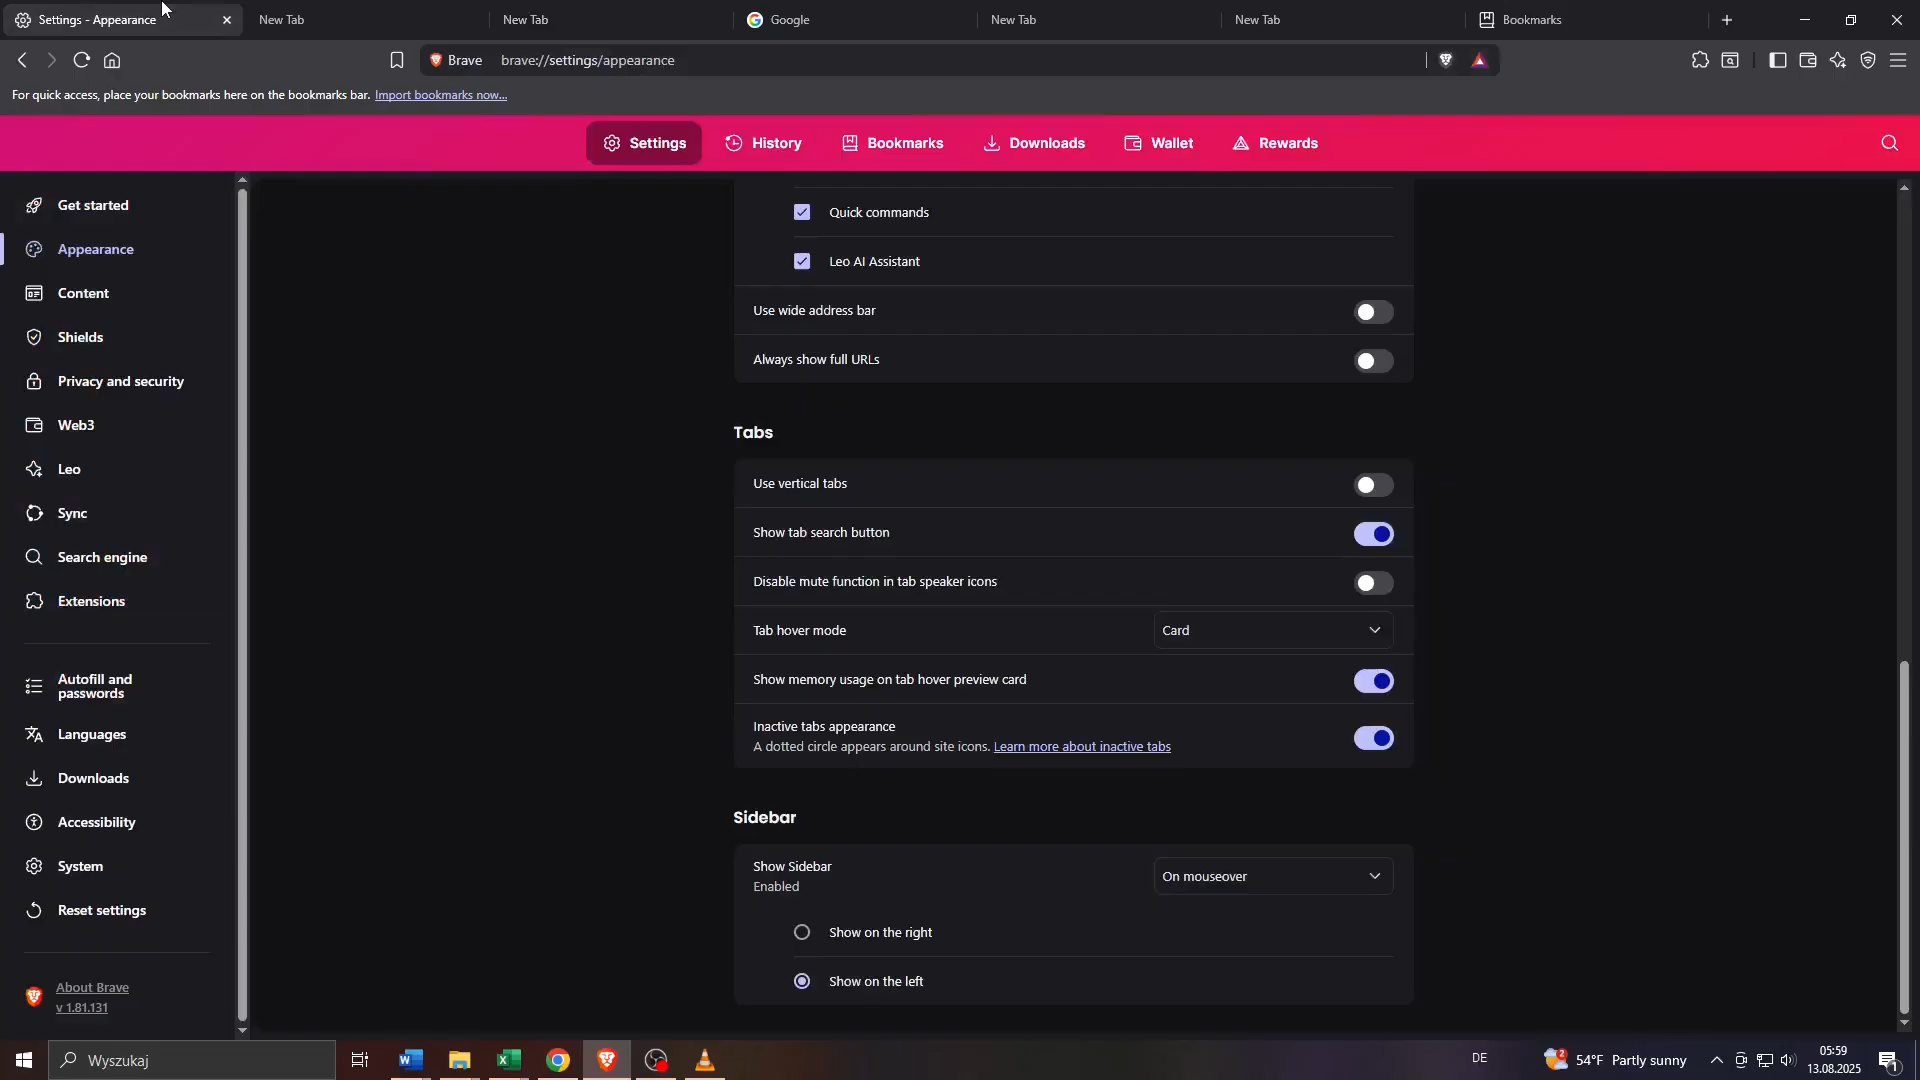 Settings - Appearance
New Tab
New Tab
Google
New Tab
New Tab
Bookmarks
Brave
brave://settings/appearance
For quick access, place your bookmarks here on the bookmarks bar. Import bookmarks now...
Settings
History
Bookmarks
Downloads
Wallet
Rewards
Get started
Appearance
Content
Shields
Privacy and security
Web3
Leo
Sync
Search engine
Extensions
Autofill and
passwords
Languages
Downloads
Accessibility
System
Reset settings
About Brave
v 1.81.131
Quick commands
Leo AI Assistant
Use wide address bar
Always show full URLs
Tabs
Use vertical tabs
Show tab search button
Disable mute function in tab speaker icons
Tab hover mode
Card
Show memory usage on tab hover preview card
Inactive tabs appearance
A dotted circle appears around site icons. Learn more about inactive tabs
Sidebar
Show Sidebar
Enabled
On mouseover
Show on the right
Show on the left
Wyszukaj
2
54°F Partly sunny
DE
05:59
13.08.2025
1